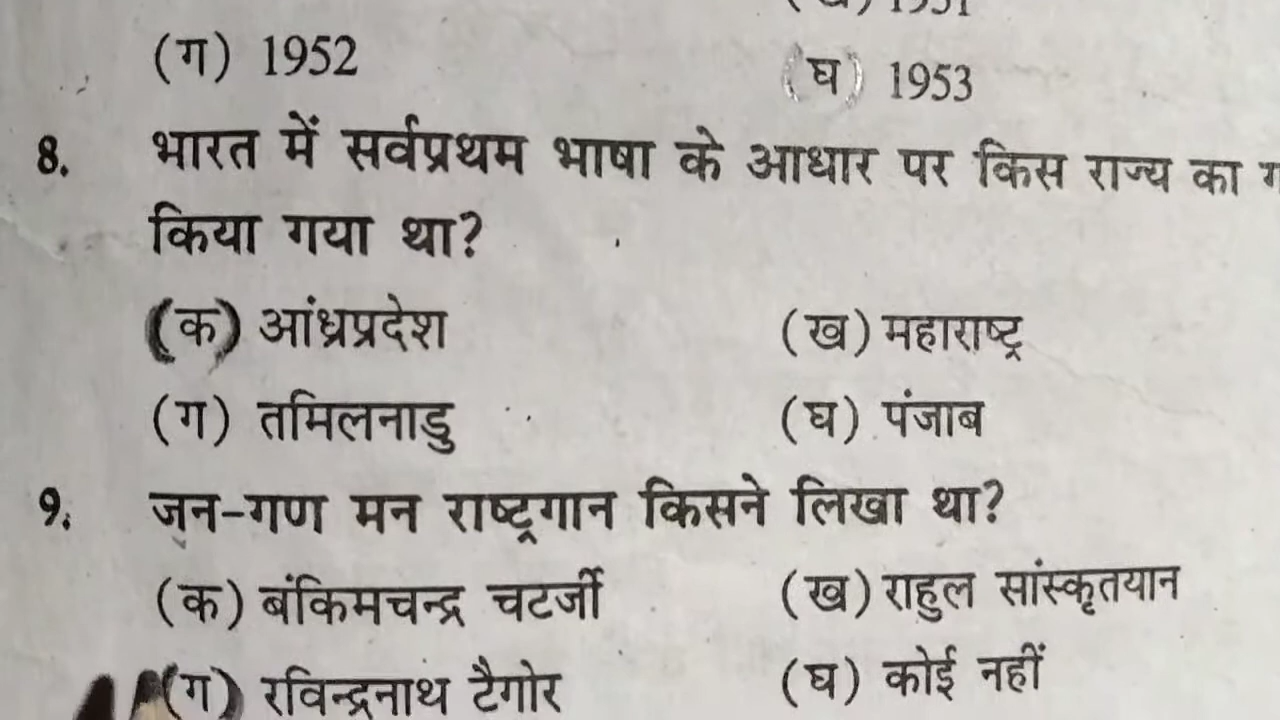 (ग) 1952
(घ) 1953
8. भारत में सर्वप्रथम भाषा के आधार पर किस राज्य का
किया गया था?
(क) आंध्रप्रदेश (ख) महाराष्ट्र
(ग) तमिलनाडु (घ) पंजाब
9. जन-गण मन राष्ट्रगान किसने लिखा था?
(क) बंकिमचन्द्र चटर्जी (ख) राहुल सांस्कृतयान
(ग) रविन्द्रनाथ टैगोर (घ) कोई नहीं